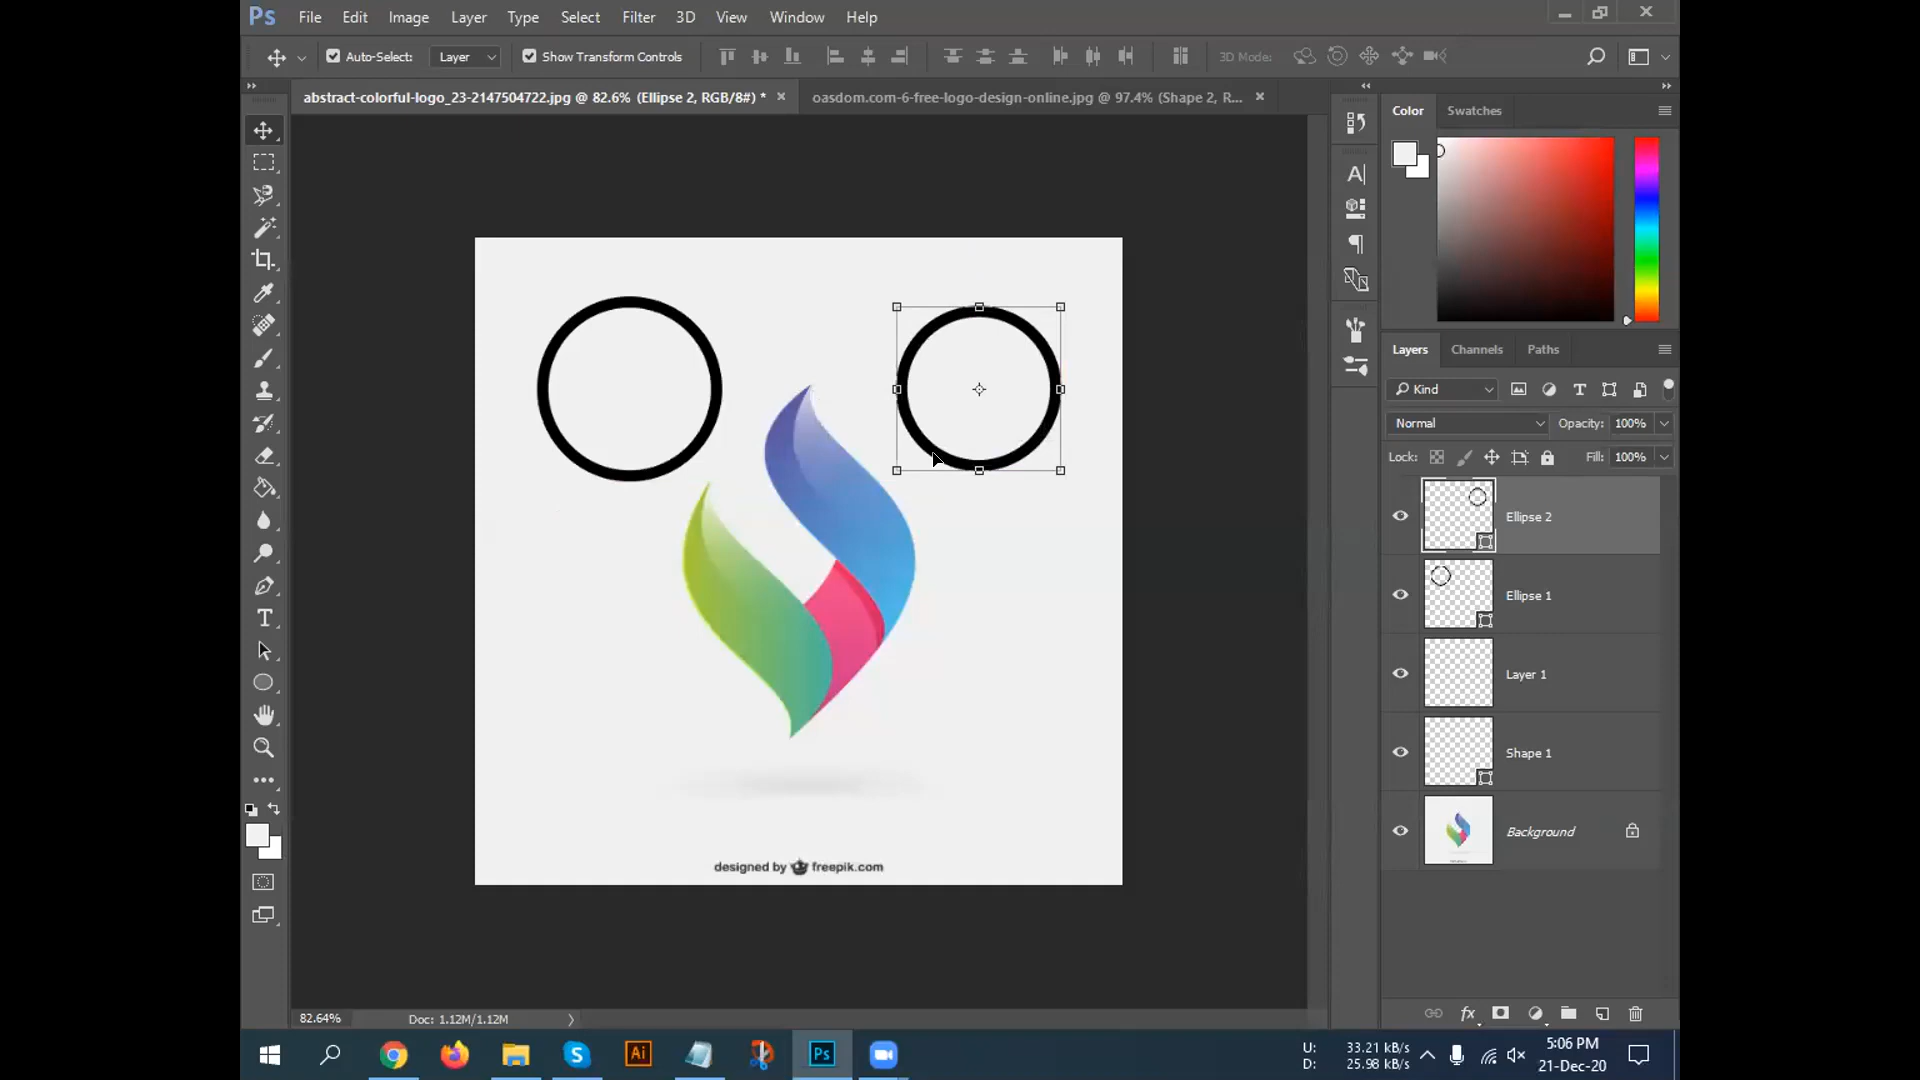 Ps File Edit Image Layer Type Select Filter 3D View Window Help
Auto-Select: Layer Show Transform Controls 3D Mode:
abstract-colorful-logo_23-2147504722.jpg @ 82.6% (Ellipse 2, RGB/8#) * × oasdom.com-6-free-logo-design-online.jpg @ 97.4% (Shape 2, R... ×
Color Swatches
Layers Channels Paths
Kind
Normal Opacity: 100%
Lock: Fill: 100%
Ellipse 2
Ellipse 1
Layer 1
Shape 1
Background
designed by freepik.com
82.64% Doc: 1.12M/1.12M
Ai Ps
U: 33.21 kB/s
D: 25.98 kB/s
5:06 PM
21-Dec-20